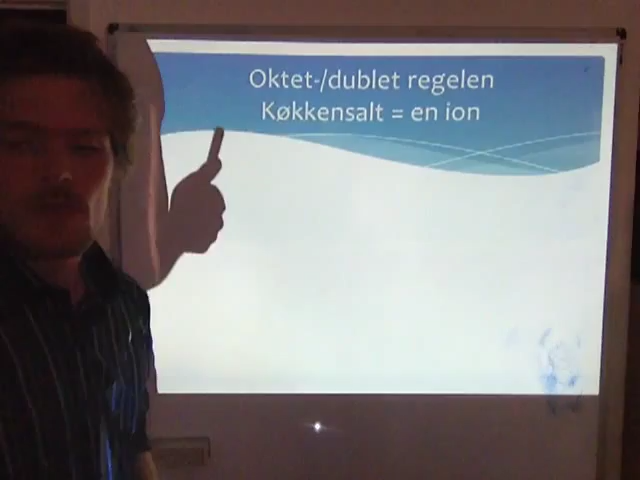 Oktet-/dublet regelen
Køkkensalt = en ion